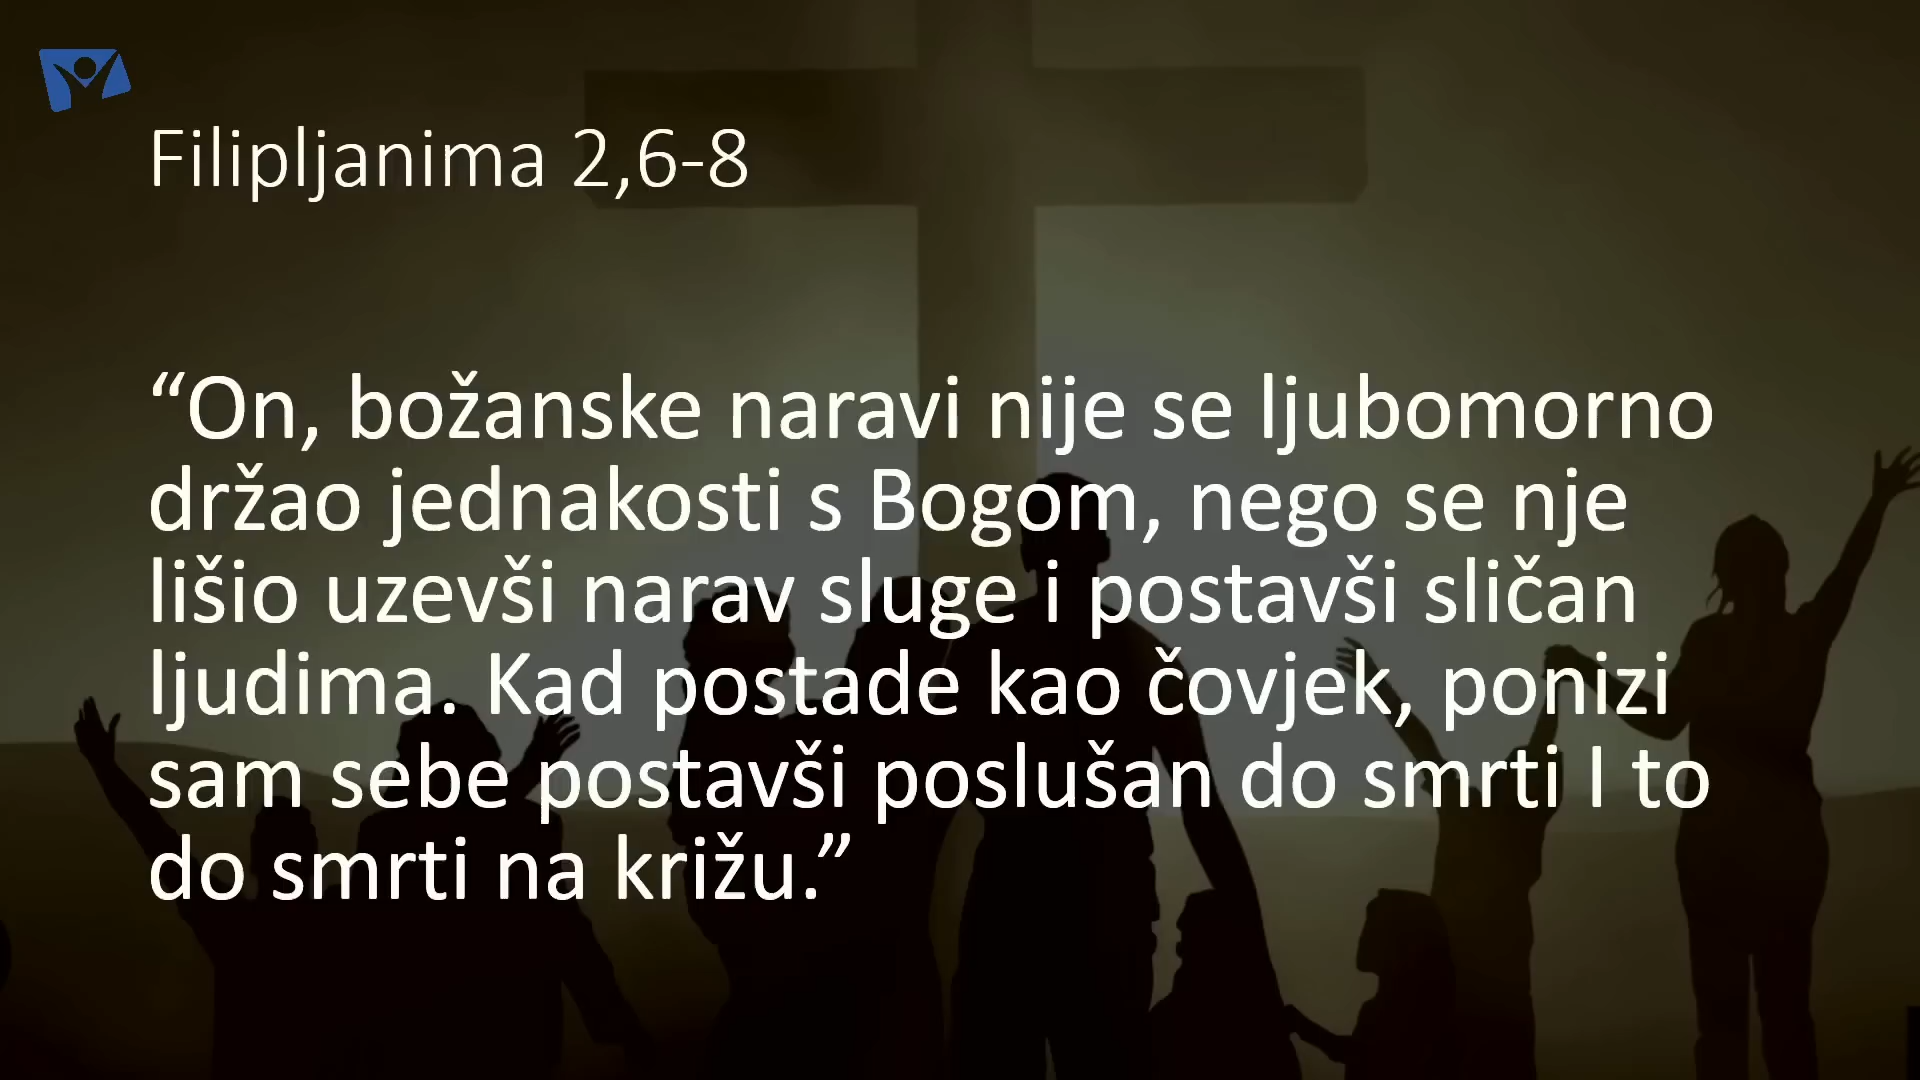 Filipljanima 2,6-8
“On, božanske naravi nije se ljubomorno
držao jednakosti s Bogom, nego se nje
lišio uzevši narav sluge i postavši sličan
ljudima. Kad postade kao čovjek, ponizi
sam sebe postavši poslušan do smrti I to
do smrti na križu.”